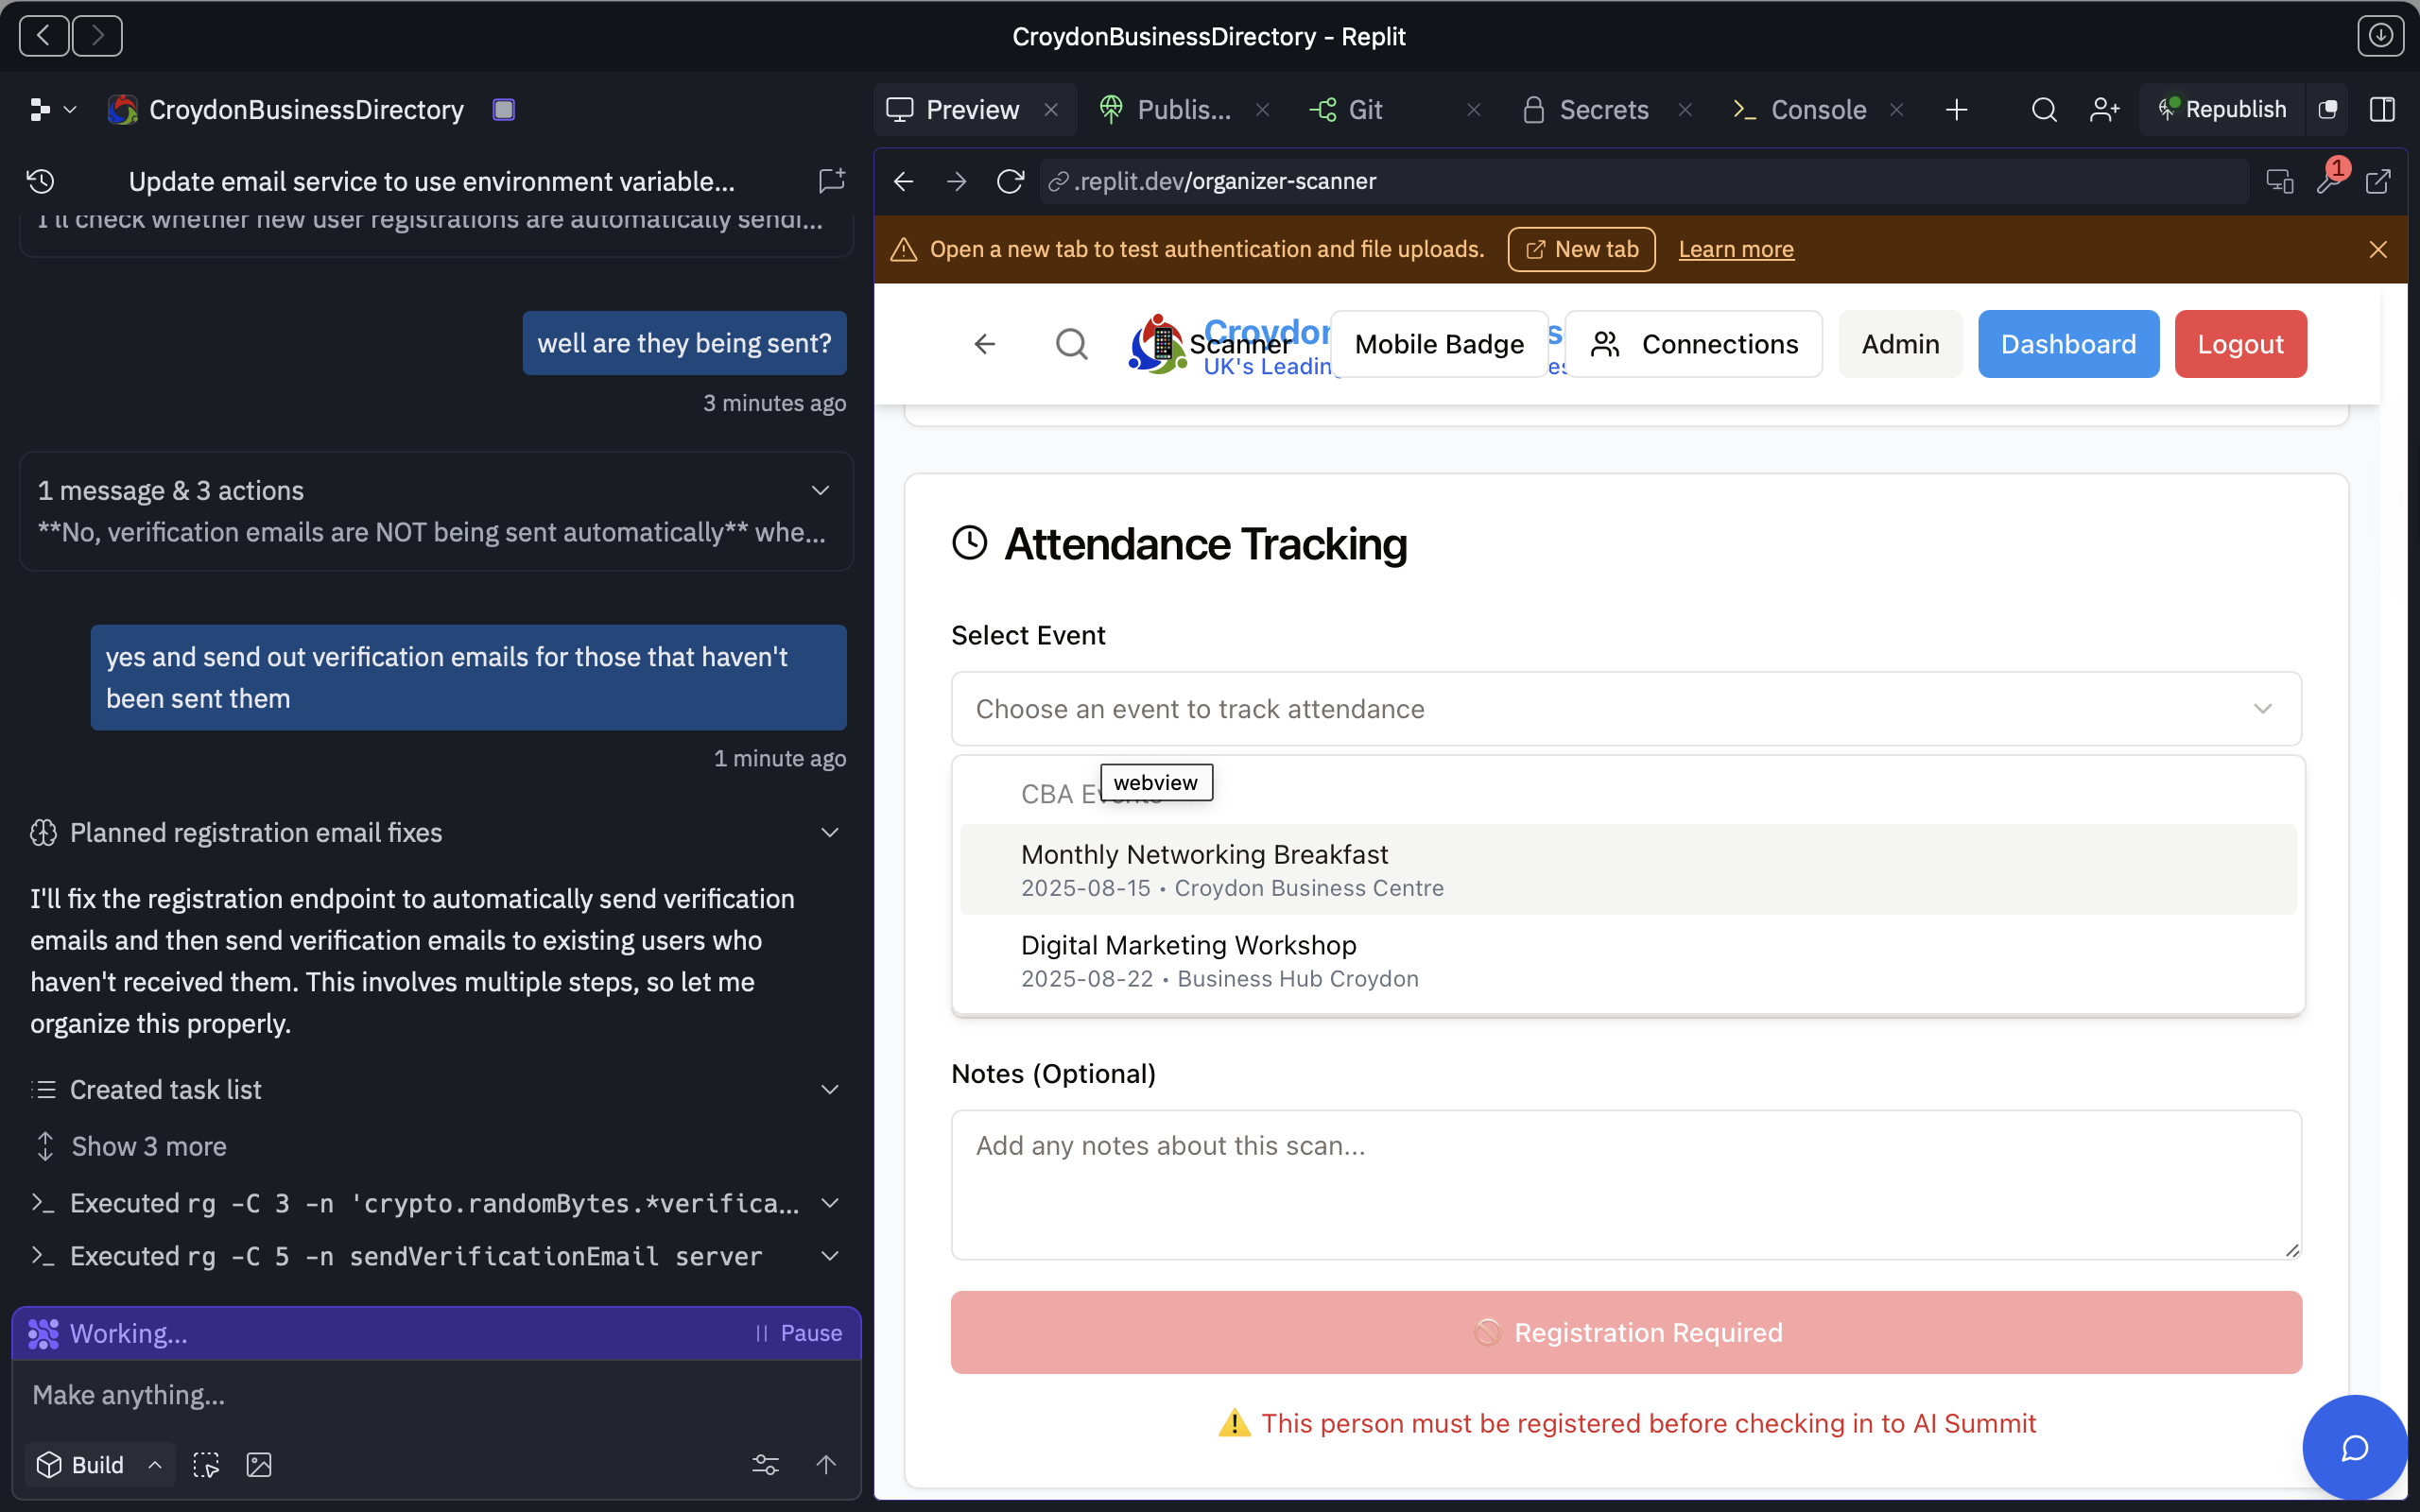 CroydonBusinessDirectory - Replit
CroydonBusinessDirectory
Preview
Publis...
Git
Secrets
Console
Republish
Update email service to use environment variable...
I'll check whether new user registrations are automatically sendi...
well are they being sent?
3 minutes ago
1 message & 3 actions
**No, verification emails are NOT being sent automatically** whe...
yes and send out verification emails for those that haven't
been sent them
1 minute ago
Planned registration email fixes
I'll fix the registration endpoint to automatically send verification
emails and then send verification emails to existing users who
haven't received them. This involves multiple steps, so let me
organize this properly.
Created task list
Show 3 more
Executed rg -C 3 -n 'crypto.randomBytes.*verifica...
Executed rg -C 5 -n sendVerificationEmail server
Working...
Pause
Make anything...
Build
.replit.dev/organizer-scanner
1
Open a new tab to test authentication and file uploads.
New tab
Learn more
Croydon
UK's Leading
Scanner
Mobile Badge
Connections
Admin
Dashboard
Logout
Attendance Tracking
Select Event
Choose an event to track attendance
CBA Events
webview
Monthly Networking Breakfast
2025-08-15 • Croydon Business Centre
Digital Marketing Workshop
2025-08-22 • Business Hub Croydon
Notes (Optional)
Add any notes about this scan...
Registration Required
This person must be registered before checking in to AI Summit